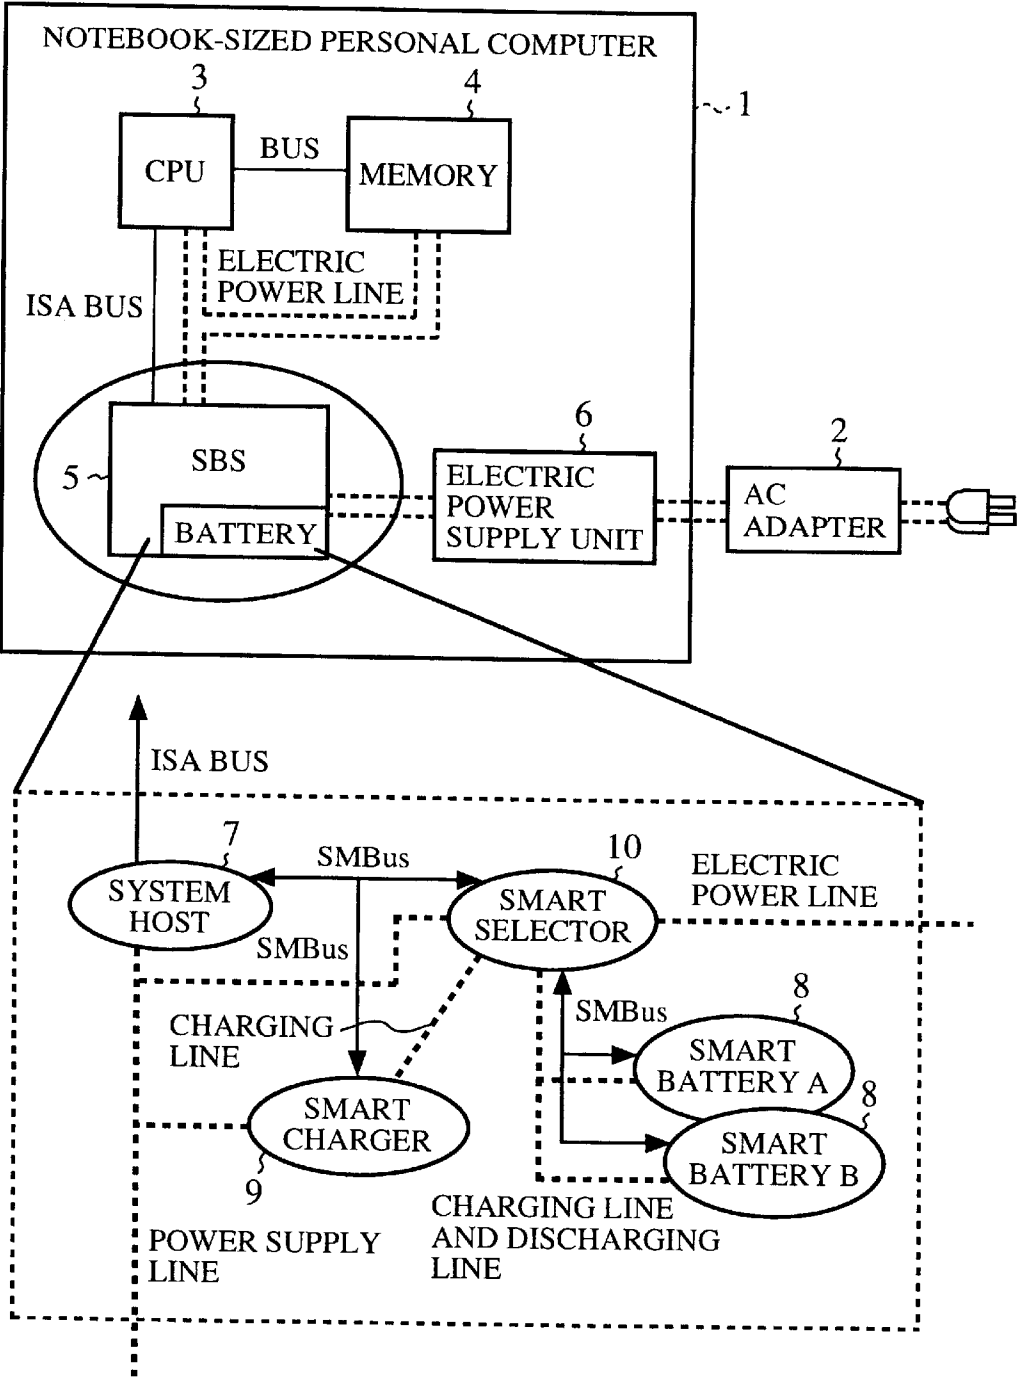 NOTEBOOK-SIZED PERSONAL COMPUTER
3
4
1
CPU
BUS
MEMORY
ELECTRIC
POWER LINE
ISA BUS
5
SBS
BATTERY
6
ELECTRIC
POWER
SUPPLY UNIT
2
AC
ADAPTER
ISA BUS
7
SYSTEM
HOST
SMBus
10
SMART
SELECTOR
ELECTRIC
POWER LINE
SMBus
CHARGING
LINE
SMBus
8
SMART
BATTERY A
8
SMART
BATTERY B
SMART
CHARGER
9
POWER SUPPLY
LINE
CHARGING LINE
AND DISCHARGING
LINE